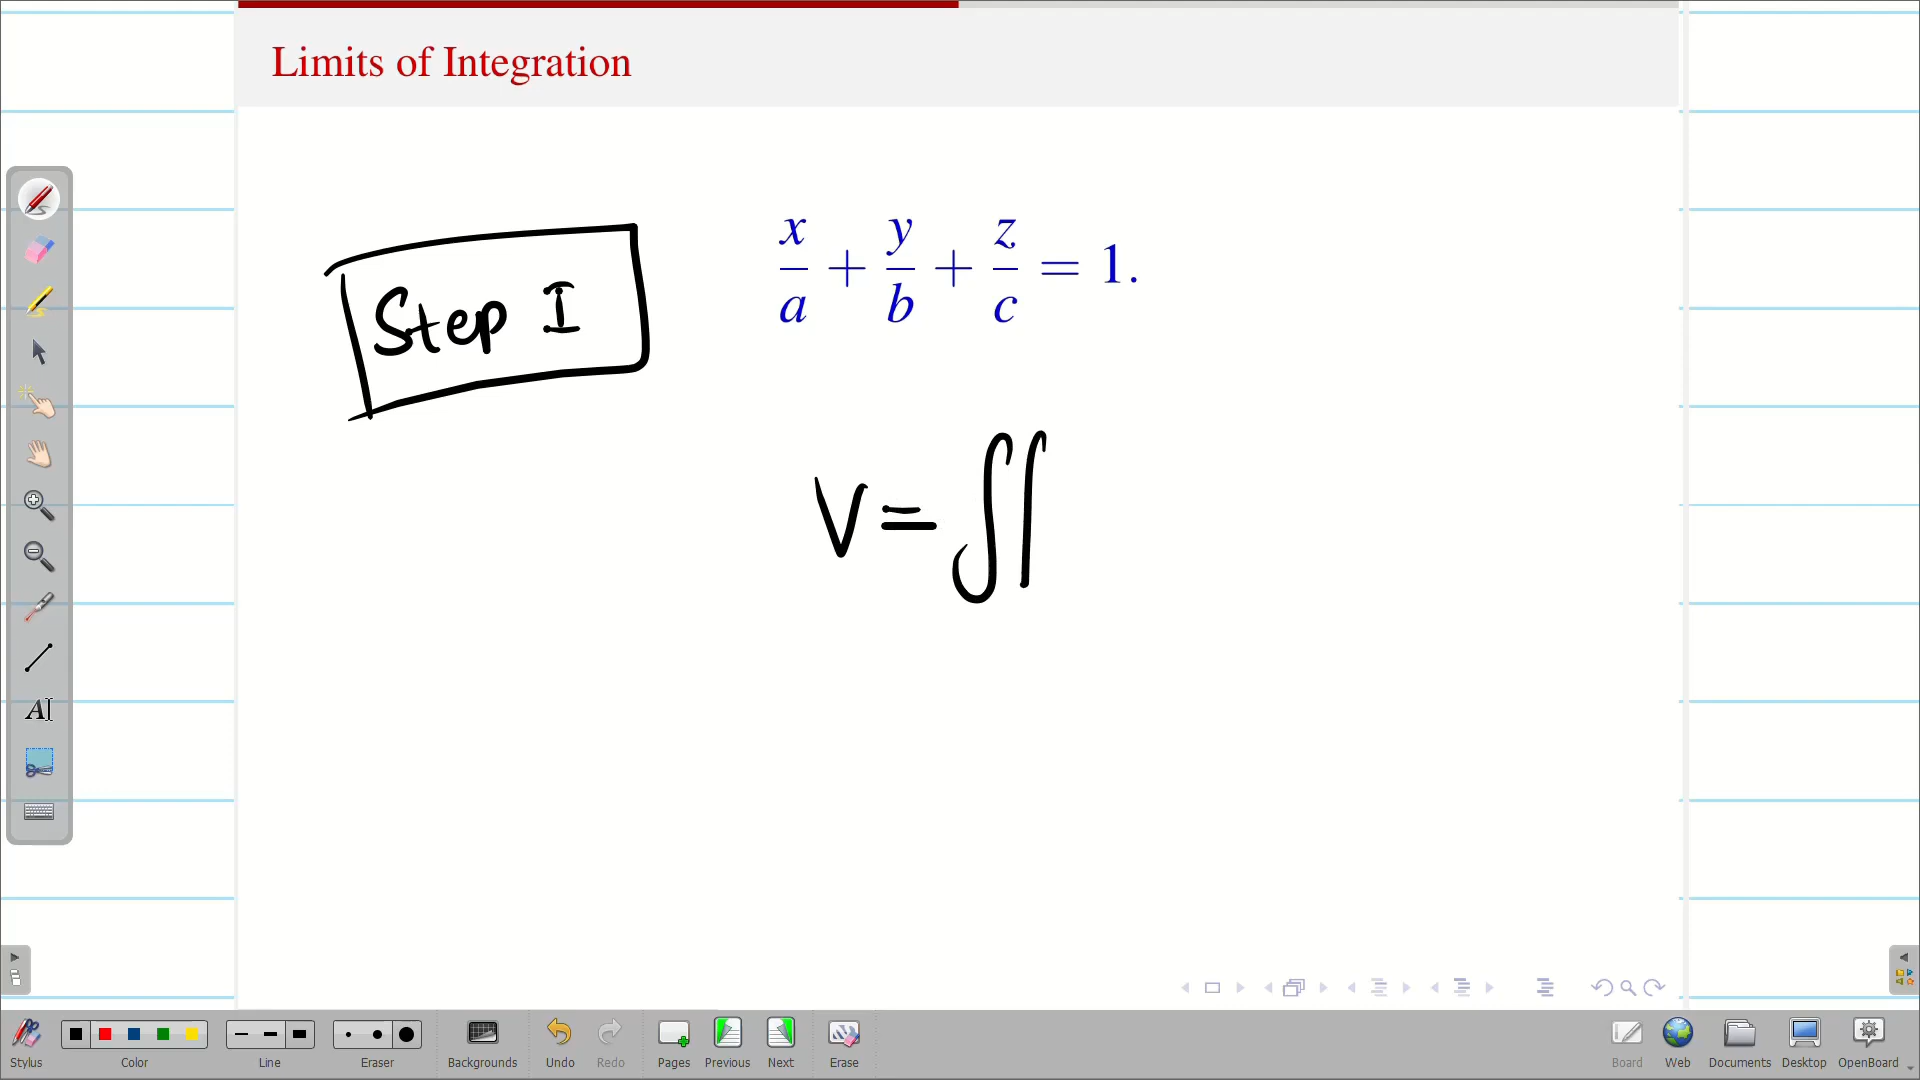 Limits of Integration
Step I
x/a + y/b + z/c = 1.
V = ∫∫
A
Stylus
Color
Line
Eraser
Backgrounds
Undo
Redo
Pages
Previous
Next
Erase
Board
Web
Documents
Desktop
OpenBoard